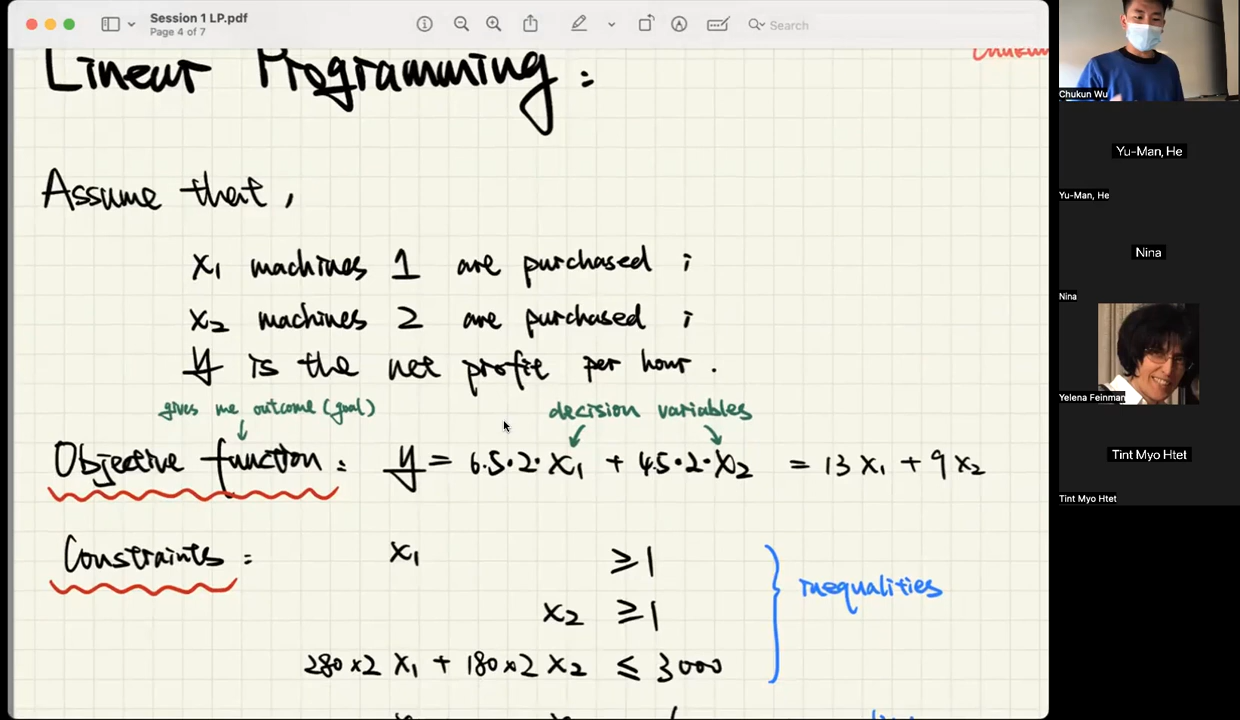 Session 1 LP.pdf
Page 4 of 7
Search
Linear Programming:
Assume that,
x₁ machines 1 are purchased ;
x₂ machines 2 are purchased ;
y is the net profit per hour.
gives me outcome (goal)
decision variables
Objective function: y = 6.5·2·x₁ + 4.5·2·x₂ = 13x₁ + 9x₂
Constraints: x₁ ≥ 1
x₂ ≥ 1
inequalities
280×2 x₁ + 180×2 x₂ ≤ 3000
Chukun
Chukun Wu
Yu-Man, He
Yu-Man, He
Nina
Nina
Yelena Feinman
Tint Myo Htet
Tint Myo Htet